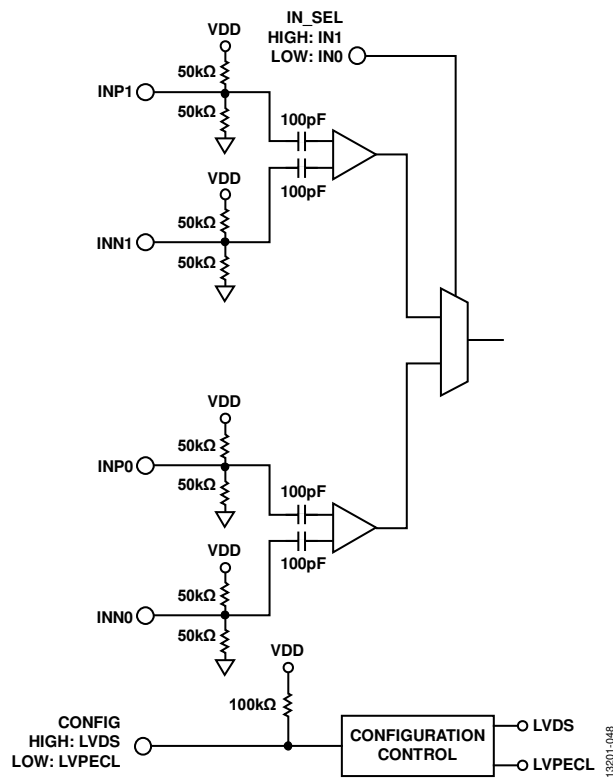 IN_SEL
HIGH: IN1
LOW: IN0
VDD
50kΩ
INP1
50kΩ
100pF
VDD
100pF
50kΩ
INN1
50kΩ
VDD
50kΩ
INP0
50kΩ
100pF
VDD
100pF
50kΩ
INN0
50kΩ
VDD
100kΩ
CONFIG
HIGH: LVDS
LOW: LVPECL
CONFIGURATION
CONTROL
LVDS
LVPECL
13201-048